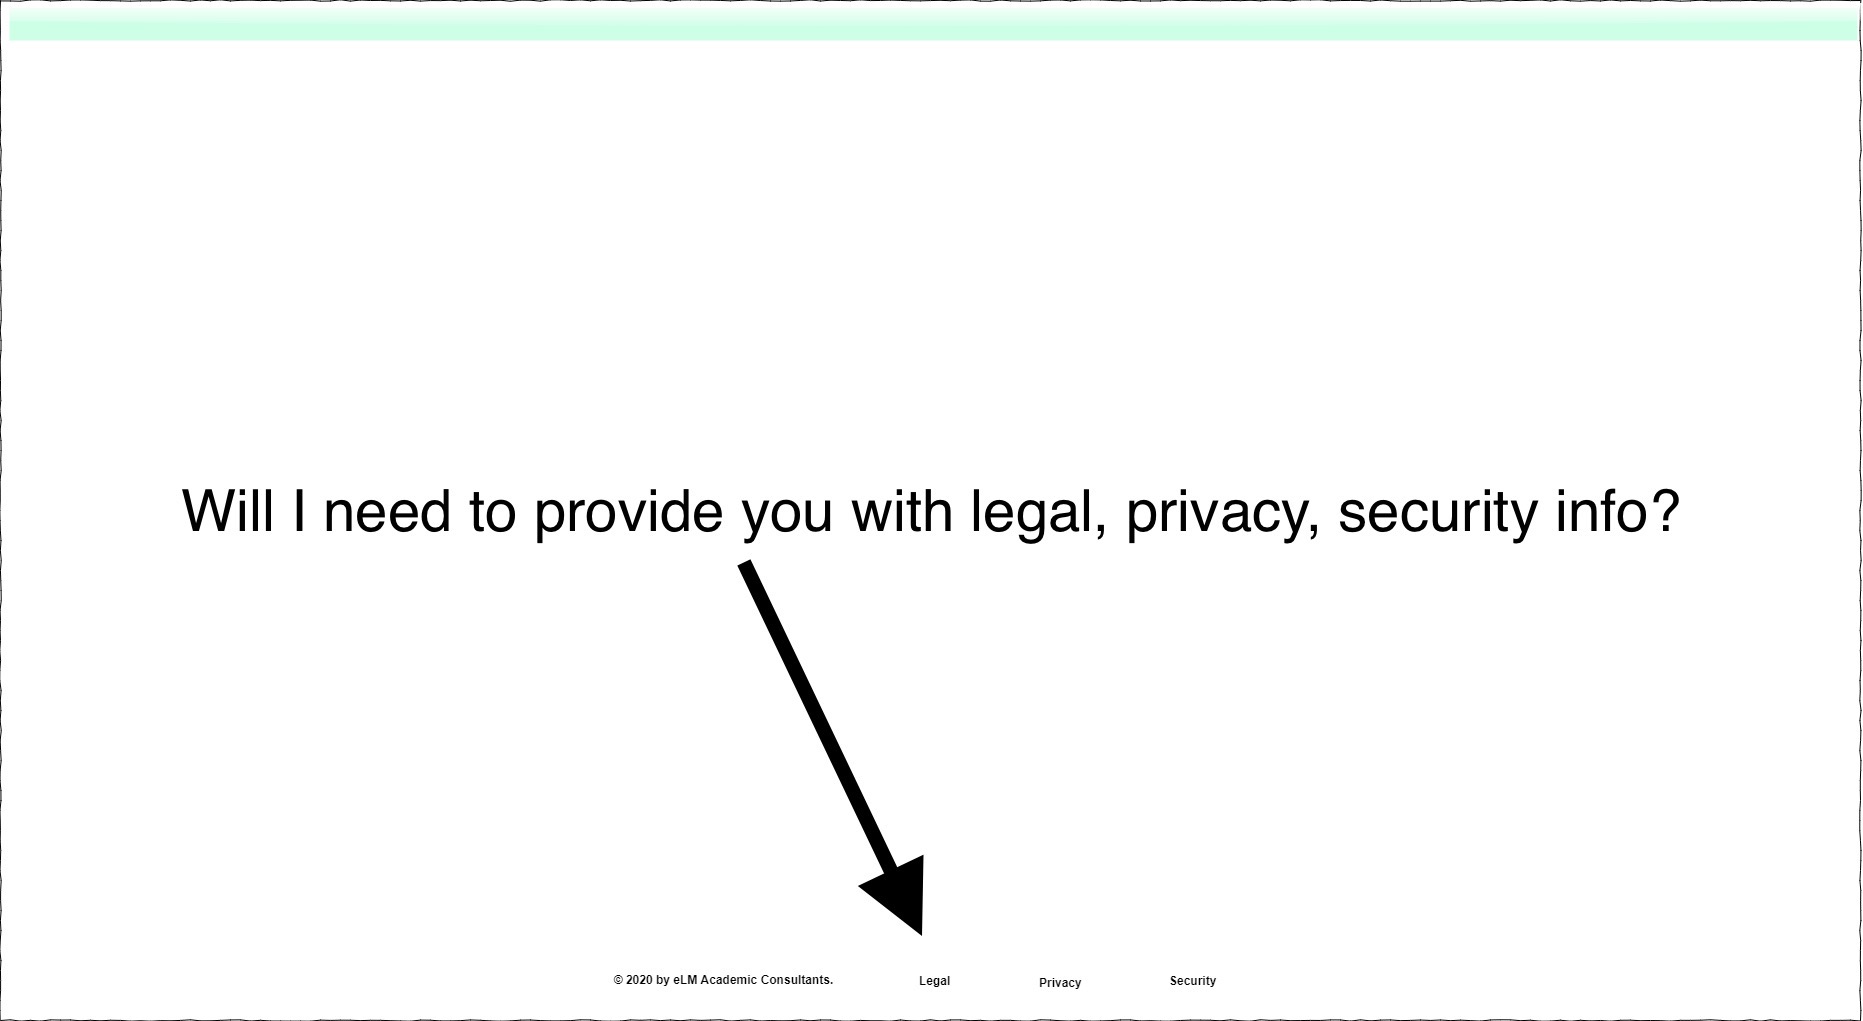 Will I need to provide you with legal, privacy, security info?
© 2020 by eLM Academic Consultants. Legal Privacy Security